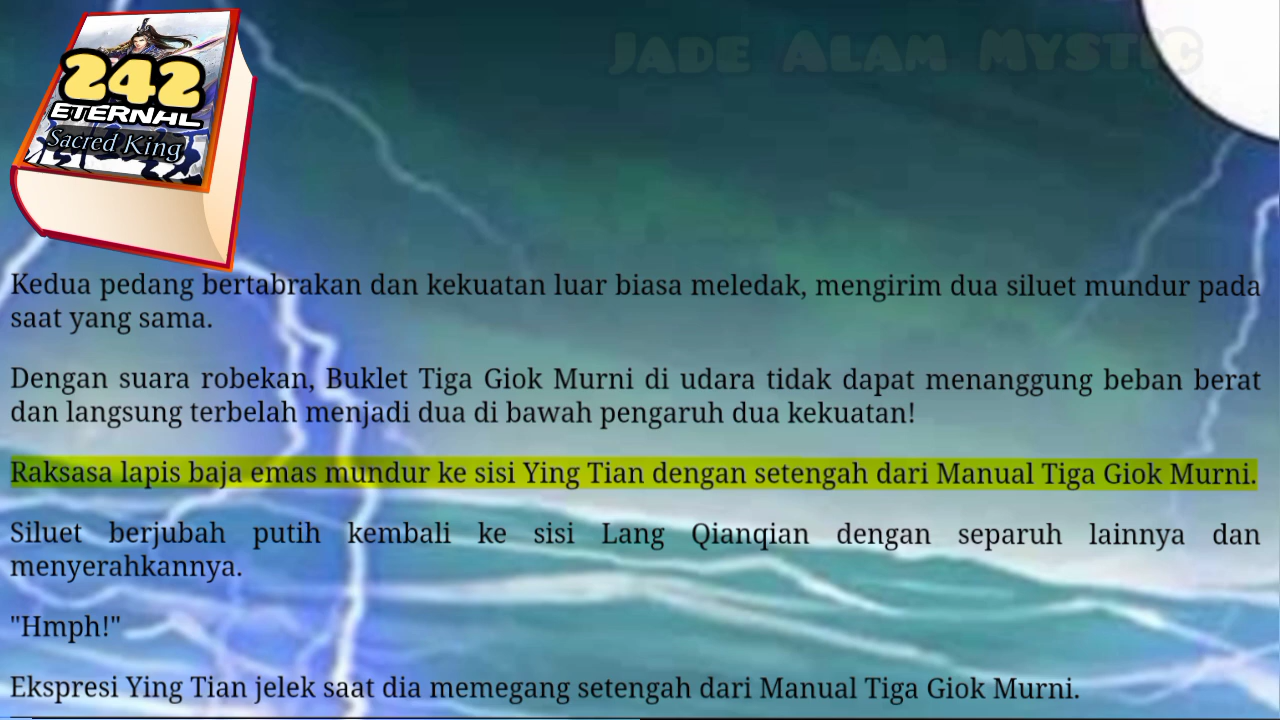 Jade Alam Mystic
242
ETERNAL
Sacred King
Kedua pedang bertabrakan dan kekuatan luar biasa meledak, mengirim dua siluet mundur pada
saat yang sama.
Dengan suara robekan, Buklet Tiga Giok Murni di udara tidak dapat menanggung beban berat
dan langsung terbelah menjadi dua di bawah pengaruh dua kekuatan!
Raksasa lapis baja emas mundur ke sisi Ying Tian dengan setengah dari Manual Tiga Giok Murni.
Siluet berjubah putih kembali ke sisi Lang Qianqian dengan separuh lainnya dan
menyerahkannya.
"Hmph!"
Ekspresi Ying Tian jelek saat dia memegang setengah dari Manual Tiga Giok Murni.